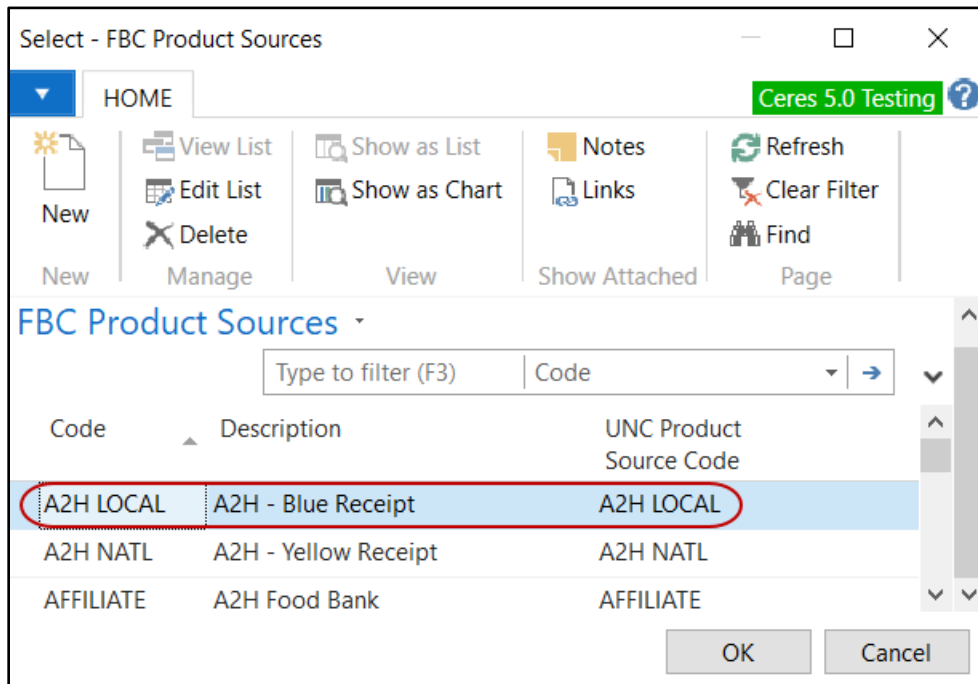 Select - FBC Product Sources
HOME
Ceres 5.0 Testing ?
View List Show as List Notes Refresh
New Edit List Show as Chart Links Clear Filter
Delete Find
New Manage View Show Attached Page
FBC Product Sources
Type to filter (F3) Code
Code Description UNC Product
Source Code
A2H LOCAL A2H - Blue Receipt A2H LOCAL
A2H NATL A2H - Yellow Receipt A2H NATL
AFFILIATE A2H Food Bank AFFILIATE
OK Cancel